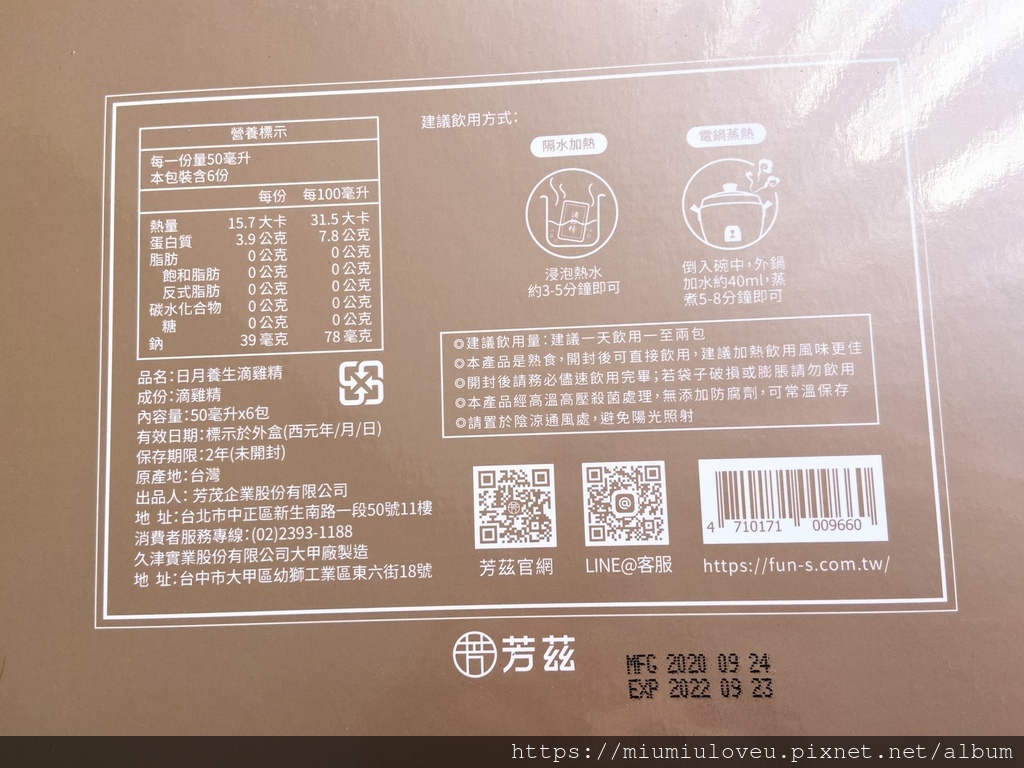 營養標示
每一份量50毫升
本包裝含6份
每份 每100毫升
熱量 15.7 大卡 31.5 大卡
蛋白質 3.9 公克 7.8 公克
脂肪 0 公克 0 公克
飽和脂肪 0 公克 0 公克
反式脂肪 0 公克 0 公克
碳水化合物 0 公克 0 公克
糖 0 公克 0 公克
鈉 39 毫克 78 毫克
品名:日月養生滴雞精
成份:滴雞精
內容量:50毫升x6包
有效日期:標示於外盒(西元年/月/日)
保存期限:2年(未開封)
原產地:台灣
出品人:芳茂企業股份有限公司
地 址:台北市中正區新生南路一段50號11樓
消費者服務專線:(02)2393-1188
久津實業股份有限公司大甲廠製造
地 址:台中市大甲區幼獅工業區東六街18號
建議飲用方式:
隔水加熱
浸泡熱水
約3-5分鐘即可
電鍋蒸熱
倒入碗中,外鍋
加水約40ml,蒸
煮5-8分鐘即可
◎建議飲用量:建議一天飲用一至兩包
◎本產品是熟食,開封後可直接飲用,建議加熱飲用風味更佳
◎開封後請務必儘速飲用完畢;若袋子破損或膨脹請勿飲用
◎本產品經高溫高壓殺菌處理,無添加防腐劑,可常溫保存
◎請置於陰涼通風處,避免陽光照射
芳茲官網
LINE@客服
4 710171 009660
https://fun-s.com.tw/
芳茲
MFG 2020 09 24
EXP 2022 09 23
https://miumiuloveu.pixnet.net/album